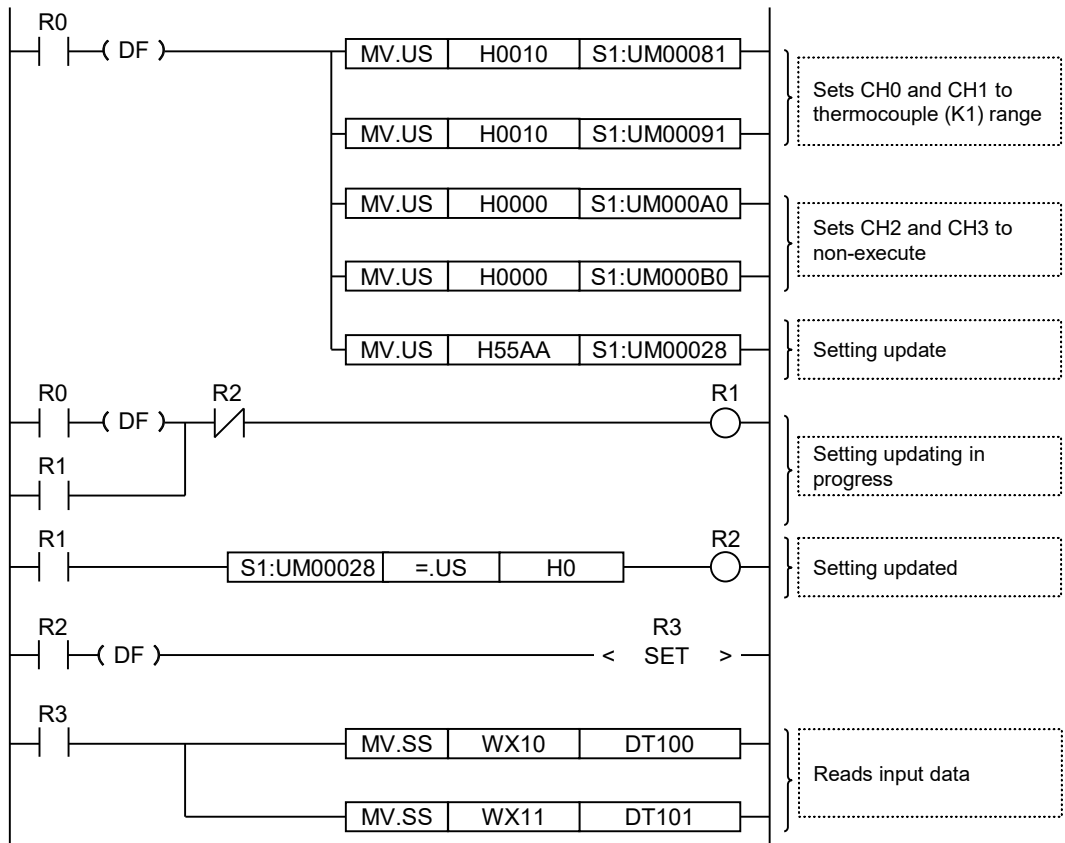 R0
( DF )
MV.US H0010 S1:UM00081
Sets CH0 and CH1 to
thermocouple (K1) range
MV.US H0010 S1:UM00091
MV.US H0000 S1:UM000A0
Sets CH2 and CH3 to
non-execute
MV.US H0000 S1:UM000B0
MV.US H55AA S1:UM00028
Setting update
R0 R2 R1
( DF )
R1
Setting updating in
progress
R1 R2
S1:UM00028 =.US H0
Setting updated
R2 R3
( DF ) < SET >
R3
MV.SS WX10 DT100
Reads input data
MV.SS WX11 DT101